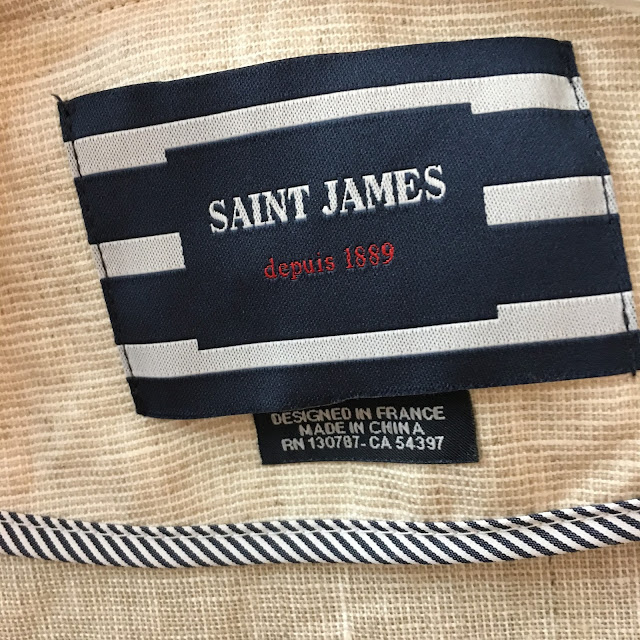 SAINT JAMES
depuis 1889
DESIGNED IN FRANCE
MADE IN CHINA
RN 130787-CA 54397